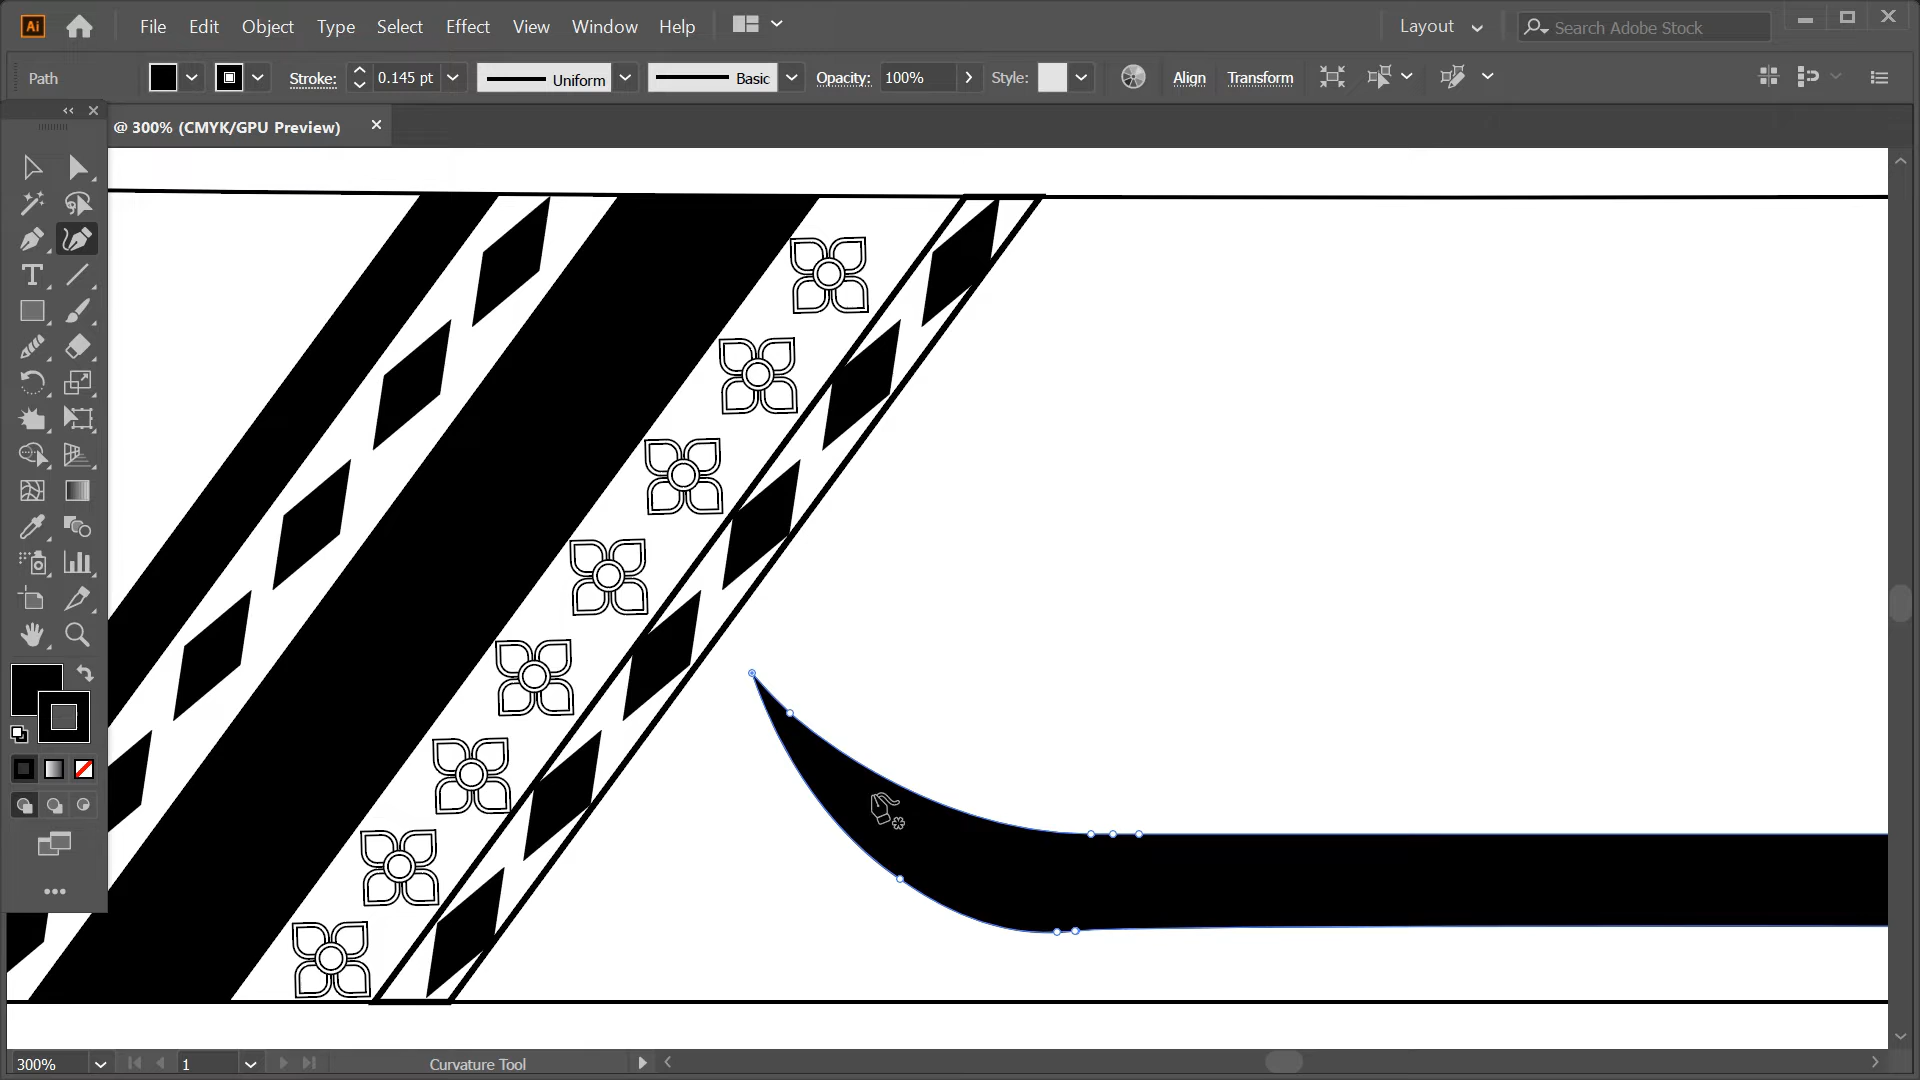 Ai File Edit Object Type Select Effect View Window Help Layout Search Adobe Stock
Path Stroke: 0.145 pt Uniform Basic Opacity: 100% Style: Align Transform
@ 300% (CMYK/GPU Preview)
T
300% 1 Curvature Tool